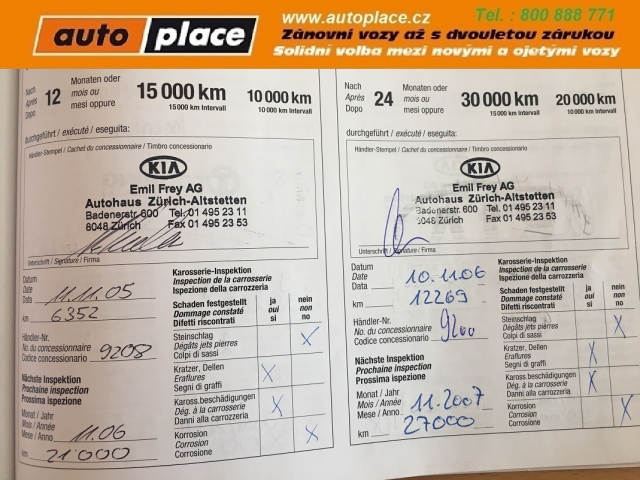 auto place
www.autoplace.cz
Tel. : 800 888 771
Zánovní vozy až s dvouletou zárukou
Solidní volba mezi novými a ojetými vozy
Nach
Après
Dopo
12
Monaten oder
mois ou
mesi oppure
15 000 km
15 000 km Intervall
10 000 km
10 000 km Intervall
durchgeführt / exécuté / eseguita:
Händler-Stempel / Cachet du concessionnaire / Timbro concessionario
KIA
Emil Frey AG
Autohaus Zürich-Altstetten
Badenerstr. 600 Tel. 01 495 23 11
8048 Zürich Fax 01 495 23 53
Unterschrift / Signature / Firma
Datum
Date
Data
11.11.05
km 6352
Händler-Nr.
No. du concessionnaire
Codice concessionario
9208
Nächste Inspektion
Prochaine inspection
Prossima ispezione
Monat / Jahr
Mois / Année
Mese / Anno
11.06
km 21'000
Karosserie-Inspektion
Inspection de la carrosserie
Ispezione della carrozzeria
Schaden festgestellt
Dommage constaté
Difetti riscontrati
ja
oui
si
nein
non
no
Steinschlag
Dégâts jets pierres
Colpi di sassi
X
Kratzer, Dellen
Eraflures
Segni di graffi
X
Kaross.beschädigungen
Dég. à la carrosserie
Danni alla carrozzeria
X
Korrosion
Corrosion
Corrosione
X
Nach
Après
Dopo
24
Monaten oder
mois ou
mesi oppure
30 000 km
15 000 km Intervall
20 000 km
10 000 km Intervall
durchgeführt / exécuté / eseguita:
Händler-Stempel / Cachet du concessionnaire / Timbro concessionario
KIA
Emil Frey AG
Autohaus Zürich-Altstetten
Badenerstr. 600 Tel. 01 495 23 11
8048 Zürich Fax 01 495 23 53
Unterschrift / Signature / Firma
Datum
Date
Data
10.11.06
km 12269
Händler-Nr.
No. du concessionnaire
Codice concessionario
9200
Nächste Inspektion
Prochaine inspection
Prossima ispezione
Monat / Jahr
Mois / Année
Mese / Anno
11.2007
km 27000
Karosserie-Inspektion
Inspection de la carrosserie
Ispezione della carrozzeria
Schaden festgestellt
Dommage constaté
Difetti riscontrati
ja
oui
si
nein
non
no
Steinschlag
Dégâts jets pierres
Colpi di sassi
X
Kratzer, Dellen
Eraflures
Segni di graffi
X
Kaross.beschädigungen
Dég. à la carrosserie
Danni alla carrozzeria
X
Korrosion
Corrosion
Corrosione
X